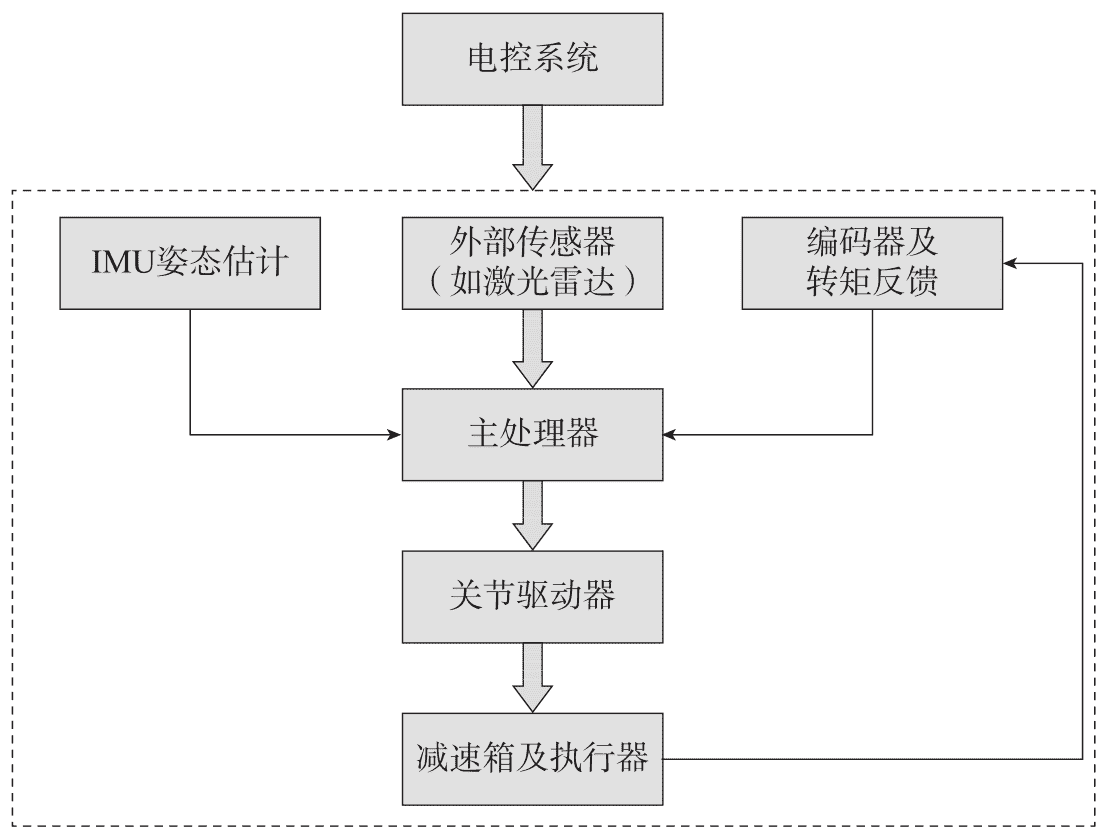 电控系统
IMU姿态估计
外部传感器
（如激光雷达）
编码器及
转矩反馈
主处理器
关节驱动器
减速箱及执行器